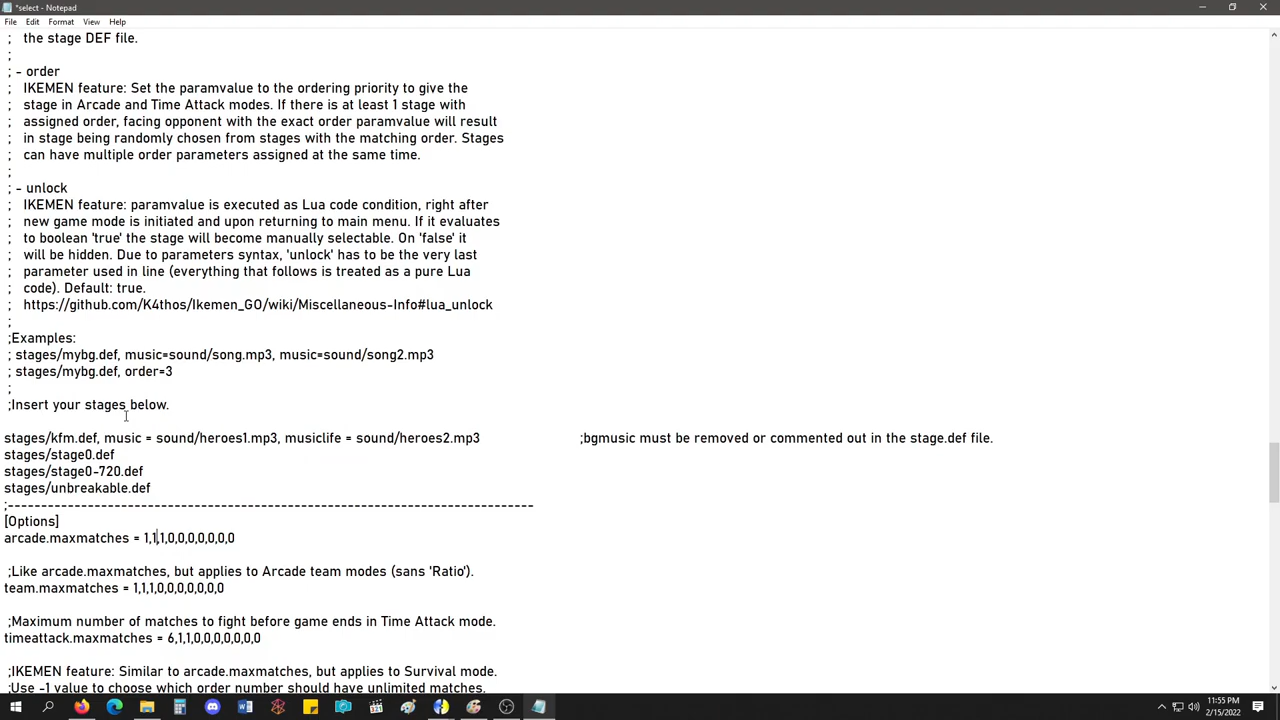 *select - Notepad
File Edit Format View Help
;   the stage DEF file.
;
; - order
;   IKEMEN feature: Set the paramvalue to the ordering priority to give the
;   stage in Arcade and Time Attack modes. If there is at least 1 stage with
;   assigned order, facing opponent with the exact order paramvalue will result
;   in stage being randomly chosen from stages with the matching order. Stages
;   can have multiple order parameters assigned at the same time.
;
; - unlock
;   IKEMEN feature: paramvalue is executed as Lua code condition, right after
;   new game mode is initiated and upon returning to main menu. If it evaluates
;   to boolean 'true' the stage will become manually selectable. On 'false' it
;   will be hidden. Due to parameters syntax, 'unlock' has to be the very last
;   parameter used in line (everything that follows is treated as a pure Lua
;   code). Default: true.
;   https://github.com/K4thos/Ikemen_GO/wiki/Miscellaneous-Info#lua_unlock
;
;Examples:
; stages/mybg.def, music=sound/song.mp3, music=sound/song2.mp3
; stages/mybg.def, order=3
;
;Insert your stages below.
stages/kfm.def, music = sound/heroes1.mp3, musiclife = sound/heroes2.mp3 ;bgmusic must be removed or commented out in the stage.def file.
stages/stage0.def
stages/stage0-720.def
stages/unbreakable.def
;-------------------------------------------------------------------------------
[Options]
arcade.maxmatches = 1,1,1,0,0,0,0,0,0,0
;Like arcade.maxmatches, but applies to Arcade team modes (sans 'Ratio').
team.maxmatches = 1,1,1,0,0,0,0,0,0,0
;Maximum number of matches to fight before game ends in Time Attack mode.
timeattack.maxmatches = 6,1,1,0,0,0,0,0,0,0
;IKEMEN feature: Similar to arcade.maxmatches, but applies to Survival mode.
;Use -1 value to choose which order number should have unlimited matches.
11:55 PM
2/15/2022